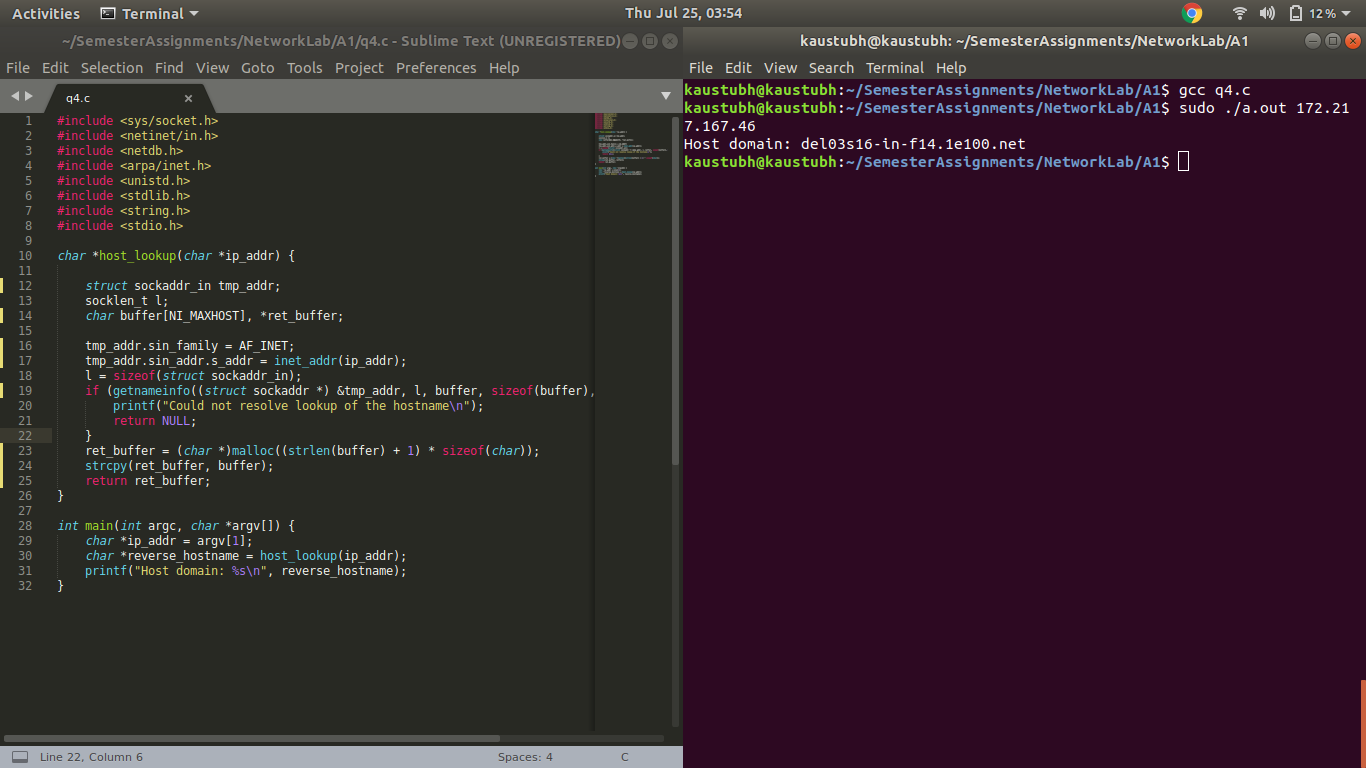 Activities Terminal Thu Jul 25, 03:54 12%
~/SemesterAssignments/NetworkLab/A1/q4.c - Sublime Text (UNREGISTERED)
File Edit Selection Find View Goto Tools Project Preferences Help
q4.c
1 #include <sys/socket.h>
2 #include <netinet/in.h>
3 #include <netdb.h>
4 #include <arpa/inet.h>
5 #include <unistd.h>
6 #include <stdlib.h>
7 #include <string.h>
8 #include <stdio.h>
9
10 char *host_lookup(char *ip_addr) {
11
12     struct sockaddr_in tmp_addr;
13     socklen_t l;
14     char buffer[NI_MAXHOST], *ret_buffer;
15
16     tmp_addr.sin_family = AF_INET;
17     tmp_addr.sin_addr.s_addr = inet_addr(ip_addr);
18     l = sizeof(struct sockaddr_in);
19     if (getnameinfo((struct sockaddr *) &tmp_addr, l, buffer, sizeof(buffer),
20         printf("Could not resolve lookup of the hostname\n");
21         return NULL;
22     }
23     ret_buffer = (char *)malloc((strlen(buffer) + 1) * sizeof(char));
24     strcpy(ret_buffer, buffer);
25     return ret_buffer;
26 }
27
28 int main(int argc, char *argv[]) {
29     char *ip_addr = argv[1];
30     char *reverse_hostname = host_lookup(ip_addr);
31     printf("Host domain: %s\n", reverse_hostname);
32 }
Line 22, Column 6 Spaces: 4 C
kaustubh@kaustubh: ~/SemesterAssignments/NetworkLab/A1
File Edit View Search Terminal Help
kaustubh@kaustubh:~/SemesterAssignments/NetworkLab/A1$ gcc q4.c
kaustubh@kaustubh:~/SemesterAssignments/NetworkLab/A1$ sudo ./a.out 172.21
7.167.46
Host domain: del03s16-in-f14.1e100.net
kaustubh@kaustubh:~/SemesterAssignments/NetworkLab/A1$